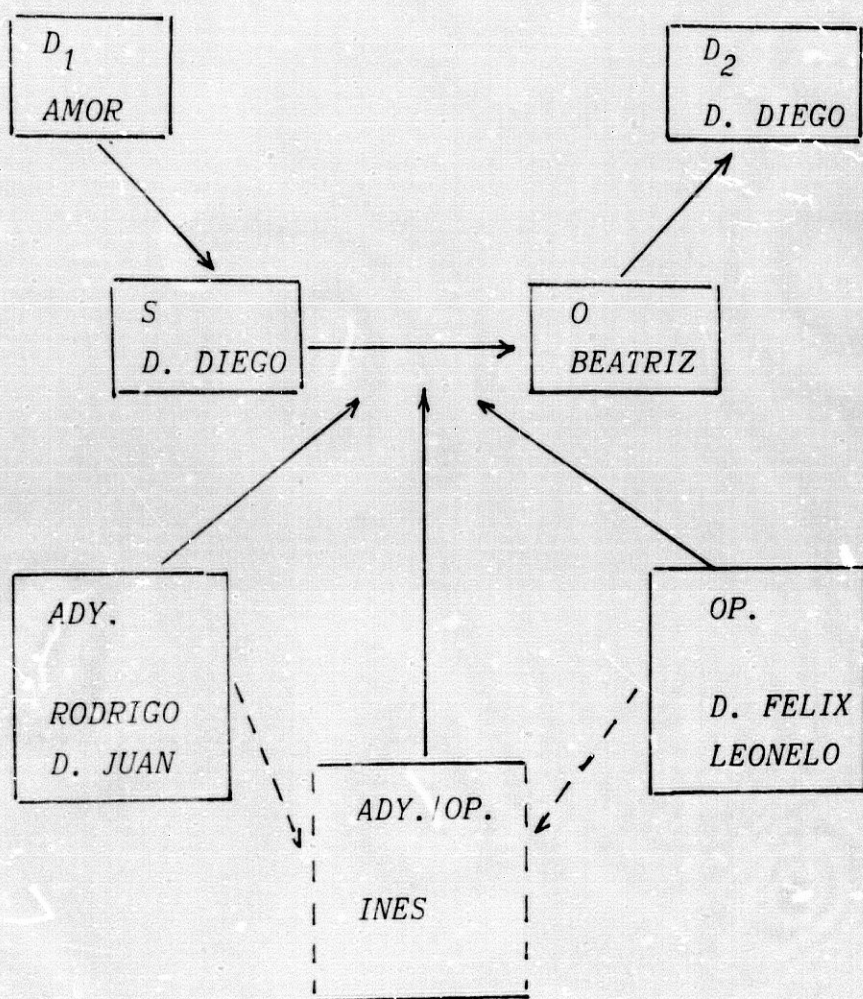 D1
AMOR
D2
D. DIEGO
S
D. DIEGO
O
BEATRIZ
ADY.
RODRIGO
D. JUAN
OP.
D. FELIX
LEONELO
ADY./OP.
INES